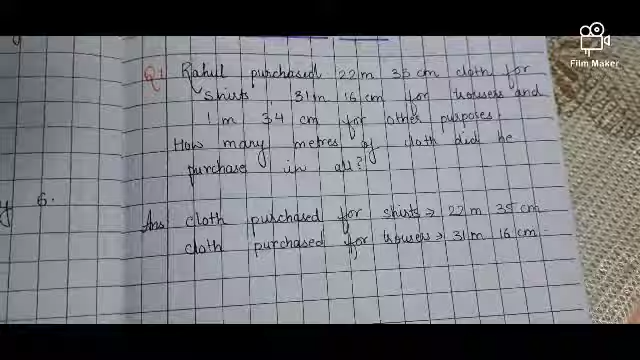 Film Maker
Q1 Rahul purchased 22m 35 cm cloth for
shirts, 31m 16 cm for trousers and
1 m 34 cm for other purposes.
How many metres of cloth did he
purchase in all?
6.
Ans cloth purchased for shirts → 22 m 35 cm
cloth purchased for trousers → 31 m 16 cm